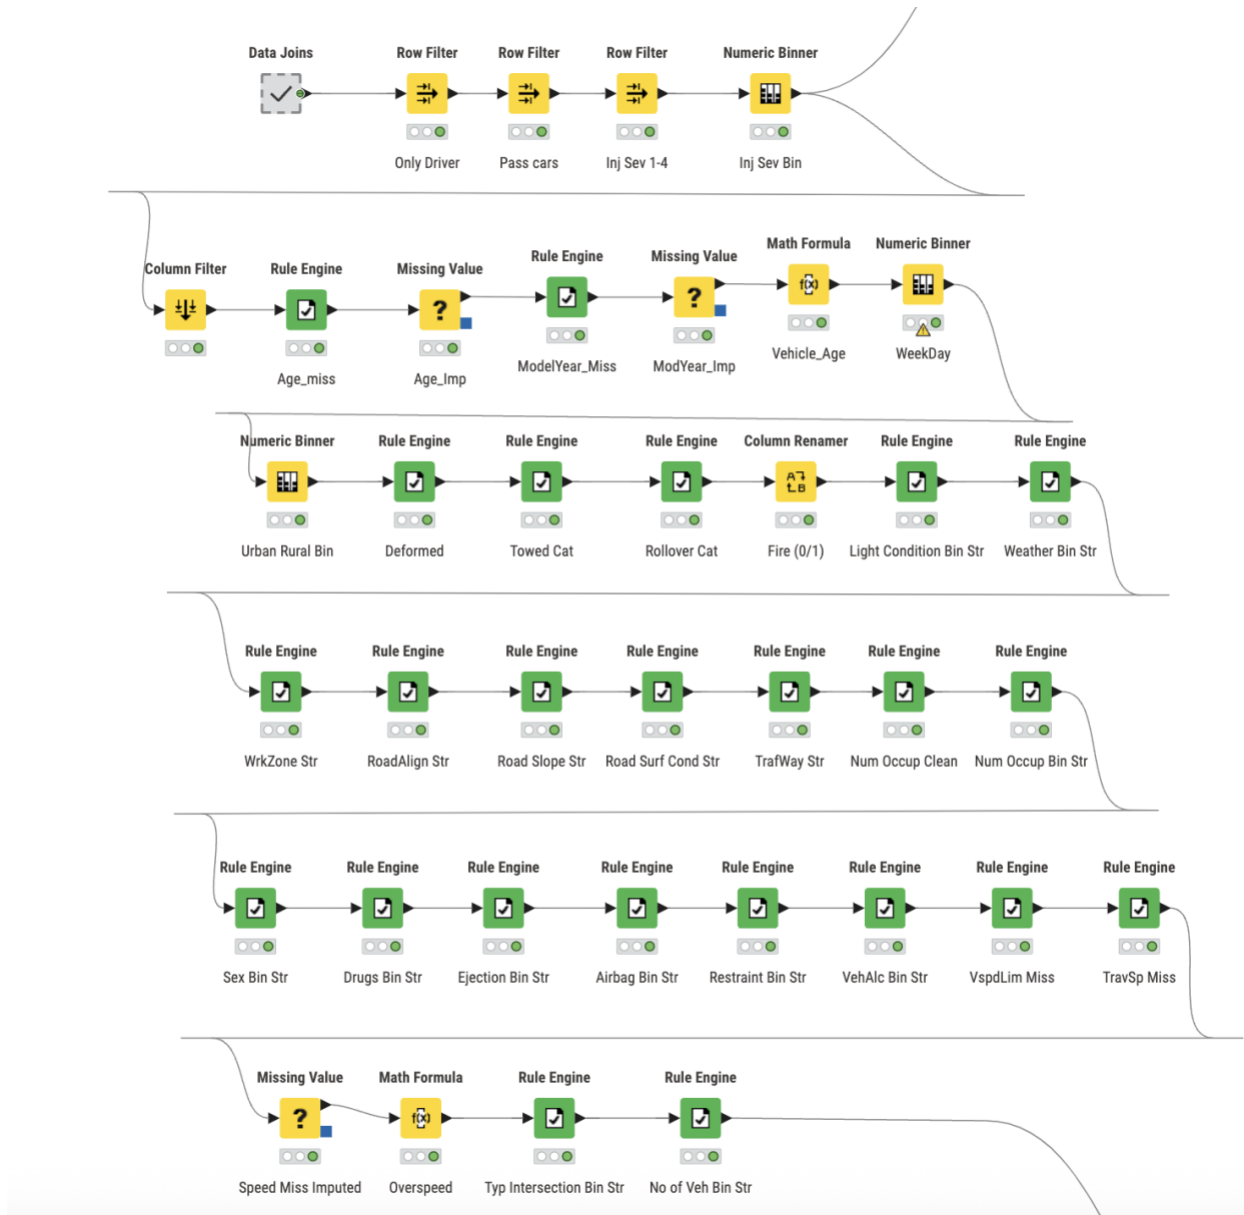 Data Joins Row Filter Row Filter Row Filter Numeric Binner
Only Driver Pass cars Inj Sev 1-4 Inj Sev Bin
Math Formula Numeric Binner
Column Filter Rule Engine Missing Value Rule Engine Missing Value
?
?
f(x)
Vehicle_Age WeekDay
Age_miss Age_Imp ModelYear_Miss ModYear_Imp
Numeric Binner Rule Engine Rule Engine Rule Engine Column Renamer Rule Engine Rule Engine
A
B
Urban Rural Bin Deformed Towed Cat Rollover Cat Fire (0/1) Light Condition Bin Str Weather Bin Str
Rule Engine Rule Engine Rule Engine Rule Engine Rule Engine Rule Engine Rule Engine
WrkZone Str RoadAlign Str Road Slope Str Road Surf Cond Str TrafWay Str Num Occup Clean Num Occup Bin Str
Rule Engine Rule Engine Rule Engine Rule Engine Rule Engine Rule Engine Rule Engine Rule Engine
Sex Bin Str Drugs Bin Str Ejection Bin Str Airbag Bin Str Restraint Bin Str VehAlc Bin Str VspdLim Miss TravSp Miss
Missing Value Math Formula Rule Engine Rule Engine
?
f(x)
Speed Miss Imputed Overspeed Typ Intersection Bin Str No of Veh Bin Str